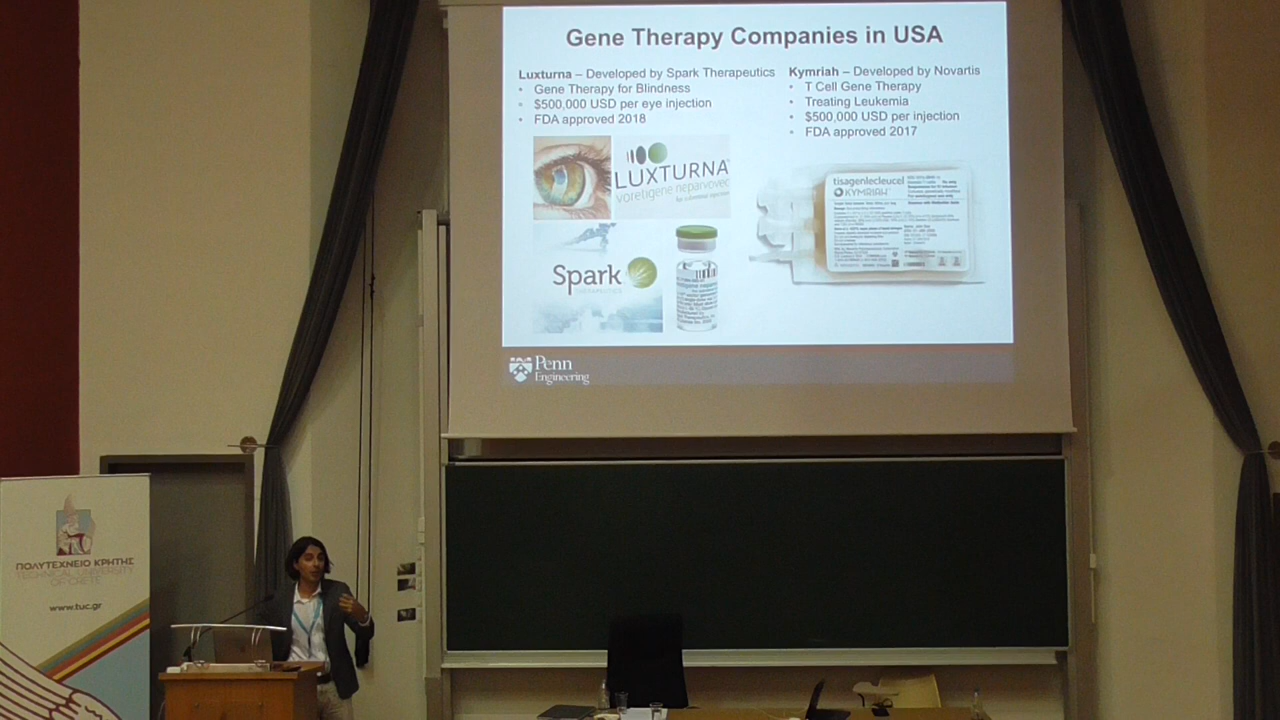 Gene Therapy Companies in USA
Luxturna – Developed by Spark Therapeutics
• Gene Therapy for Blindness
• $500,000 USD per eye injection
• FDA approved 2018
Kymriah – Developed by Novartis
• T Cell Gene Therapy
• Treating Leukemia
• $500,000 USD per injection
• FDA approved 2017
LUXTURNA
voretigene neparvovec
Spark
THERAPEUTICS
tisagenlecleucel
KYMRIAH
Penn
Engineering
ΠΟΛΥΤΕΧΝΕΙΟ ΚΡΗΤΗΣ
TECHNICAL UNIVERSITY
OF CRETE
www.tuc.gr